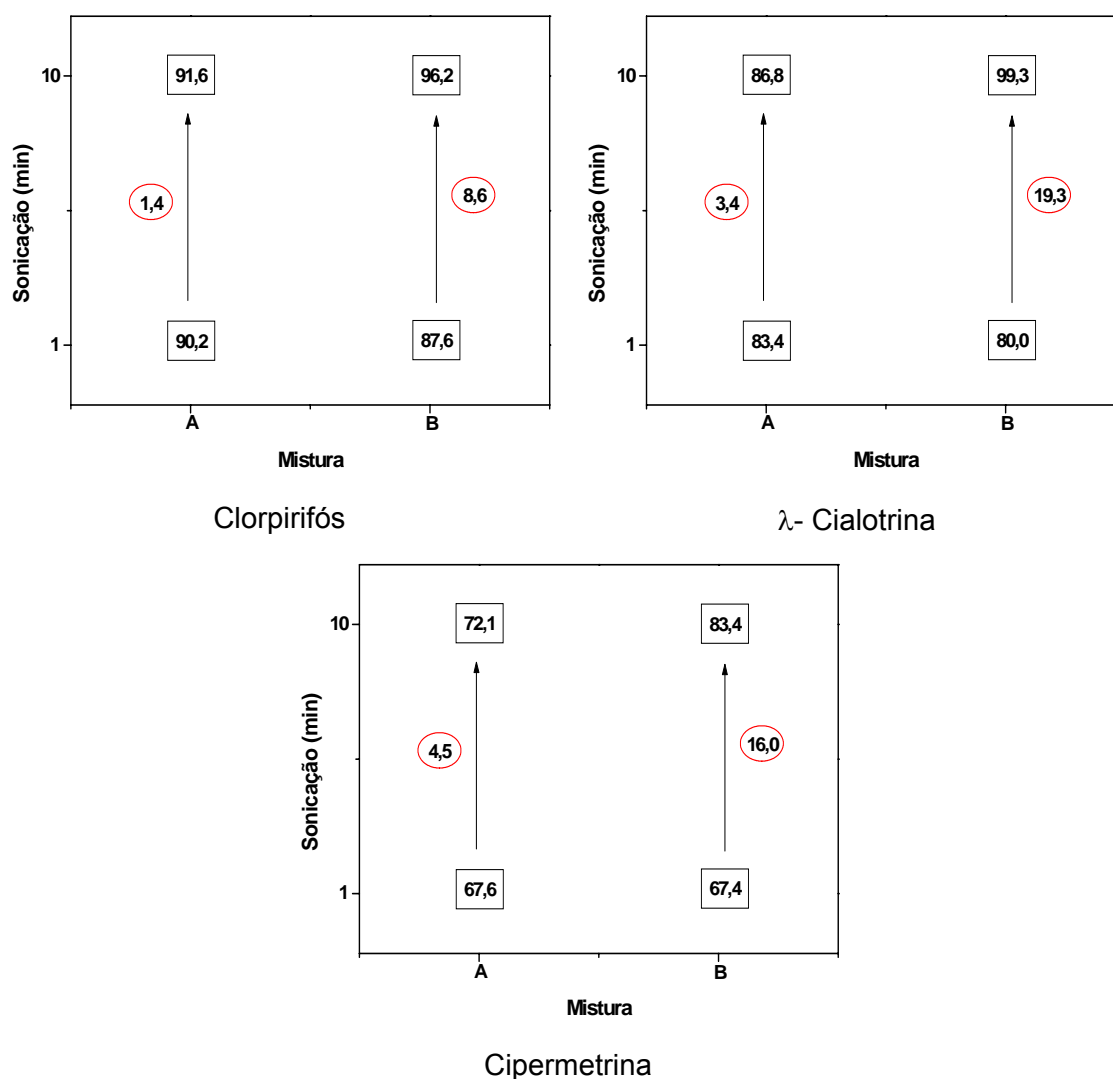 10
91,6
96,2
Sonicação (min)
1,4
8,6
1
90,2
87,6
A
B
Mistura
Clorpirifós
10
86,8
99,3
Sonicação (min)
3,4
19,3
1
83,4
80,0
A
B
Mistura
λ- Cialotrina
10
72,1
83,4
Sonicação (min)
4,5
16,0
1
67,6
67,4
A
B
Mistura
Cipermetrina